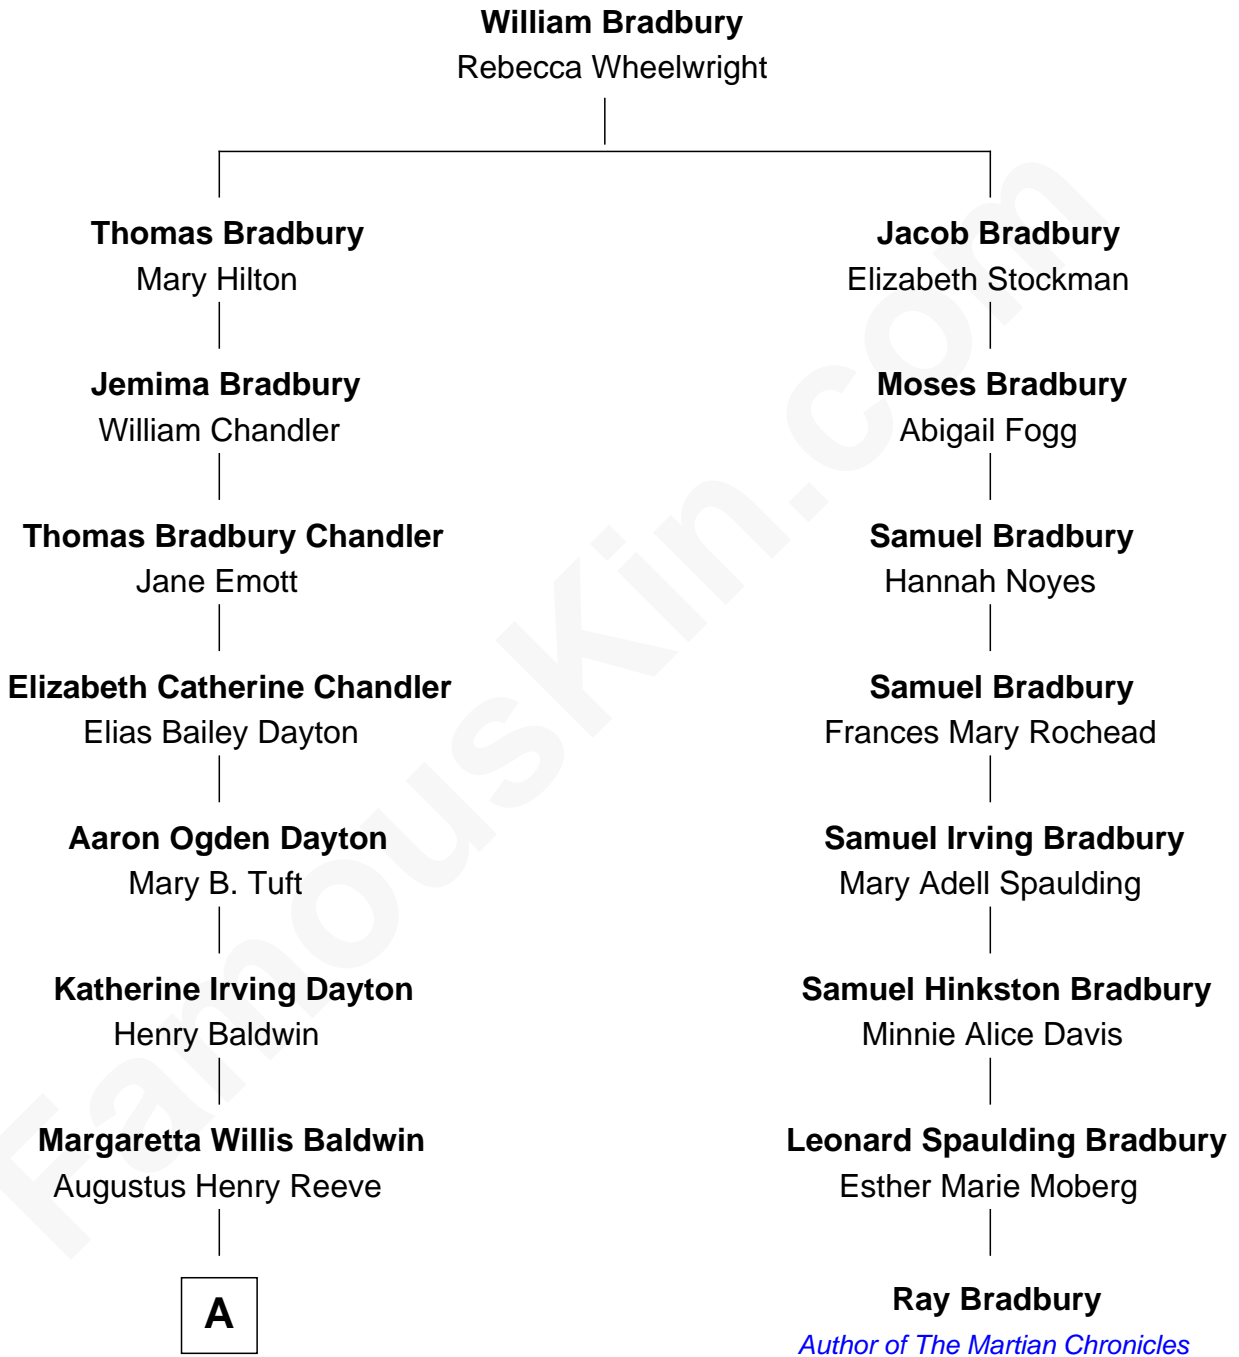 William Bradbury
Rebecca Wheelwright
Thomas Bradbury
Mary Hilton
Jemima Bradbury
William Chandler
Thomas Bradbury Chandler
Jane Emott
Elizabeth Catherine Chandler
Elias Bailey Dayton
Aaron Ogden Dayton
Mary B. Tuft
Katherine Irving Dayton
Henry Baldwin
Margaretta Willis Baldwin
Augustus Henry Reeve
A
Jacob Bradbury
Elizabeth Stockman
Moses Bradbury
Abigail Fogg
Samuel Bradbury
Hannah Noyes
Samuel Bradbury
Frances Mary Rochead
Samuel Irving Bradbury
Mary Adell Spaulding
Samuel Hinkston Bradbury
Minnie Alice Davis
Leonard Spaulding Bradbury
Esther Marie Moberg
Ray Bradbury
Author of The Martian Chronicles
FamousKin.com